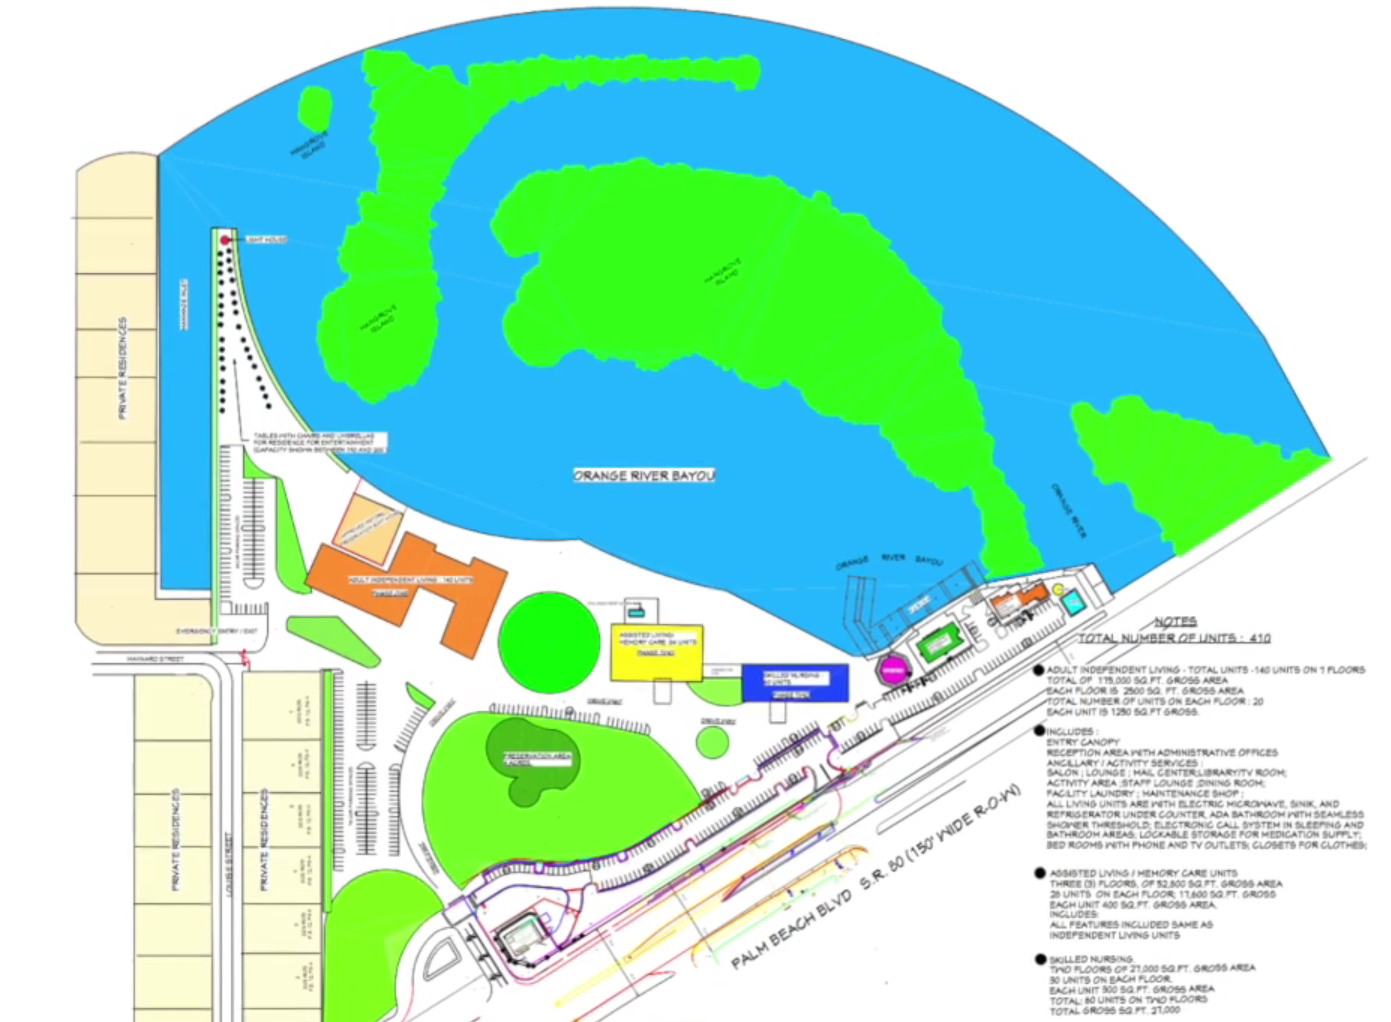 MANGROVE
ISLAND
LIGHT HOUSE
MANGROVE
ISLAND
MANGROVE
ISLAND
PRIVATE RESIDENCES
TABLES WITH CHAIRS AND UMBRELLAS
FOR RESIDENCE FOR ENTERTAINMENT
ORANGE RIVER BAYOU
ORANGE RIVER
ORANGE RIVER BAYOU
ADULT INDEPENDENT LIVING : 140 UNITS
PHASE ONE
ASSISTED LIVING/
MEMORY CARE: 84 UNITS
PHASE TWO
SKILLED NURSING :
EMERGENCY ENTRY / EXIT
MAYNARD STREET
DRIVE WAY
DRIVE WAY
PRESERVATION AREA
PRIVATE RESIDENCES
LOUISE STREET
PRIVATE RESIDENCES
PALM BEACH BLVD S.R. 80 (150' WIDE R-O-W)
NOTES
TOTAL NUMBER OF UNITS : 410
ADULT INDEPENDENT LIVING - TOTAL UNITS -140 UNITS ON 7 FLOORS
TOTAL OF 175,000 SQ.FT. GROSS AREA
EACH FLOOR IS 2500 SQ. FT. GROSS AREA
TOTAL NUMBER OF UNITS ON EACH FLOOR : 20
EACH UNIT IS 1250 SQ.FT GROSS.
INCLUDES :
ENTRY CANOPY
RECEPTION AREA WITH ADMINISTRATIVE OFFICES
ANCILLARY / ACTIVITY SERVICES :
SALON ; LOUNGE ; MAIL CENTER;LIBRARY/TV ROOM;
ACTIVITY AREA ;STAFF LOUNGE ;DINING ROOM;
FACILITY LAUNDRY ; MAINTENANCE SHOP ;
ALL LIVING UNITS ARE WITH ELECTRIC MICROWAVE, SINIK, AND
REFRIGERATOR UNDER COUNTER, ADA BATHROOM WITH SEAMLESS
SHOWER THRESHOLD; ELECTRONIC CALL SYSTEM IN SLEEPING AND
BATHROOM AREAS; LOCKABLE STORAGE FOR MEDICATION SUPPLY;
BED ROOMS WITH PHONE AND TV OUTLETS; CLOSETS FOR CLOTHES;
ASSISTED LIVING / MEMORY CARE UNITS
THREE (3) FLOORS, OF 52,800 SQ.FT. GROSS AREA
28 UNITS ON EACH FLOOR; 17,600 SQ.FT. GROSS
EACH UNIT 400 SQ.FT. GROSS AREA.
INCLUDES:
ALL FEATURES INCLUDED SAME AS
INDEPENDENT LIVING UNITS
SKILLED NURSING.
TWO FLOORS OF 27,000 SQ.FT. GROSS AREA
30 UNITS ON EACH FLOOR.
EACH UNIT 300 SQ.FT. GROSS AREA
TOTAL: 60 UNITS ON TWO FLOORS
TOTAL GROSS SQ.FT. 27,000